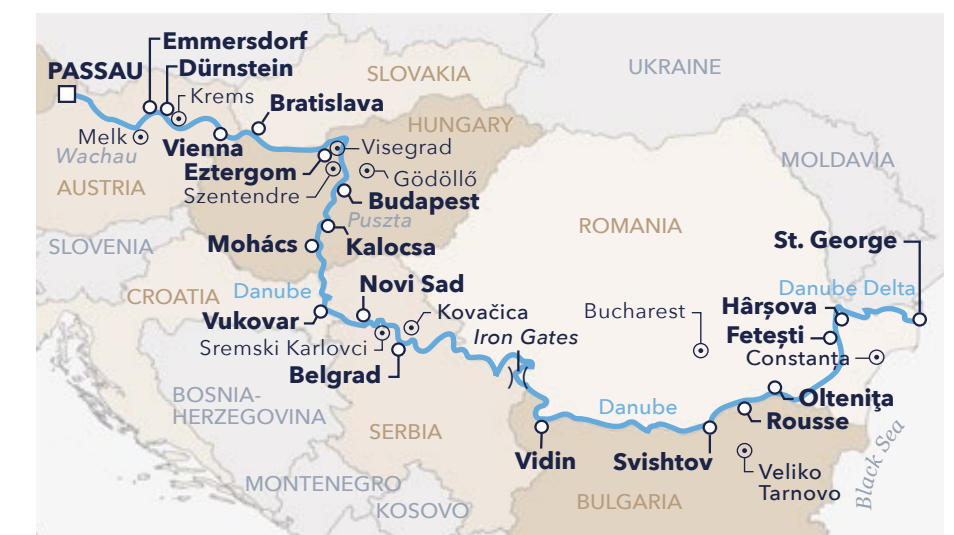 Emmersdorf
PASSAU
Dürnstein
SLOVAKIA
UKRAINE
Krems
Bratislava
HUNGARY
Melk
Vienna
Visegrad
Wachau
MOLDAVIA
Eztergom
Gödöllő
AUSTRIA
Szentendre
Budapest
Puszta
ROMANIA
SLOVENIA
Mohács
Kalocsa
St. George
Novi Sad
Danube
Danube Delta
CROATIA
Hârșova
Vukovar
Kovačica
Bucharest
Iron Gates
Fetești
Sremski Karlovci
Constanța
Belgrad
BOSNIA-
HERZEGOVINA
Olteniţa
Danube
Rousse
SERBIA
Vidin
Svishtov
Black Sea
Veliko
Tarnovo
MONTENEGRO
KOSOVO
BULGARIA